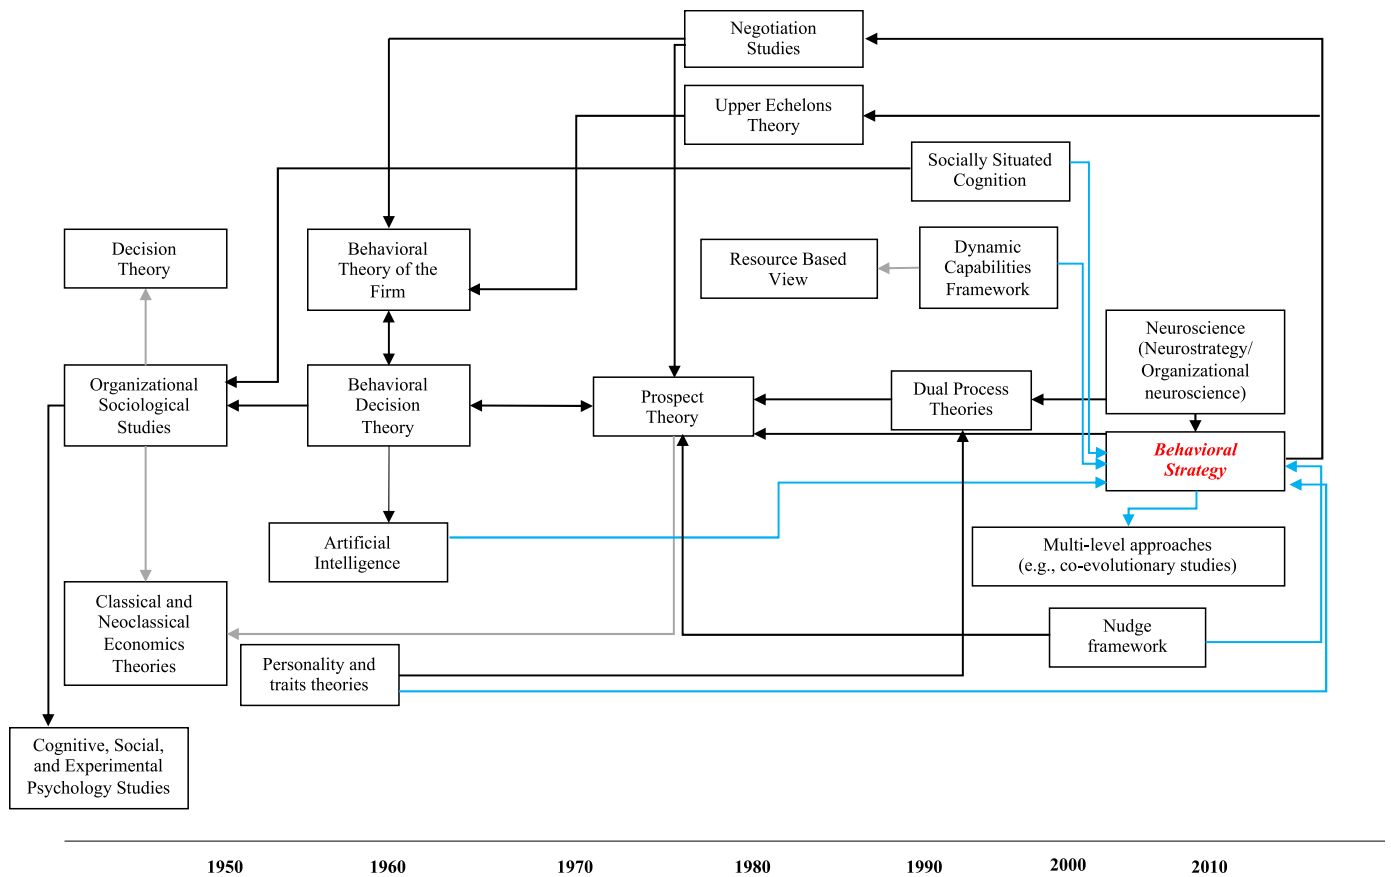 Negotiation
Studies
Upper Echelons
Theory
Socially Situated
Cognition
Decision
Theory
Behavioral
Theory of the
Firm
Resource Based
View
Dynamic
Capabilities
Framework
Neuroscience
(Neurostrategy/
Organizational
neuroscience)
Organizational
Sociological
Studies
Behavioral
Decision
Theory
Prospect
Theory
Dual Process
Theories
Behavioral
Strategy
Artificial
Intelligence
Multi-level approaches
(e.g., co-evolutionary studies)
Classical and
Neoclassical
Economics
Theories
Nudge
framework
Personality and
traits theories
Cognitive, Social,
and Experimental
Psychology Studies
1950 1960 1970 1980 1990 2000 2010